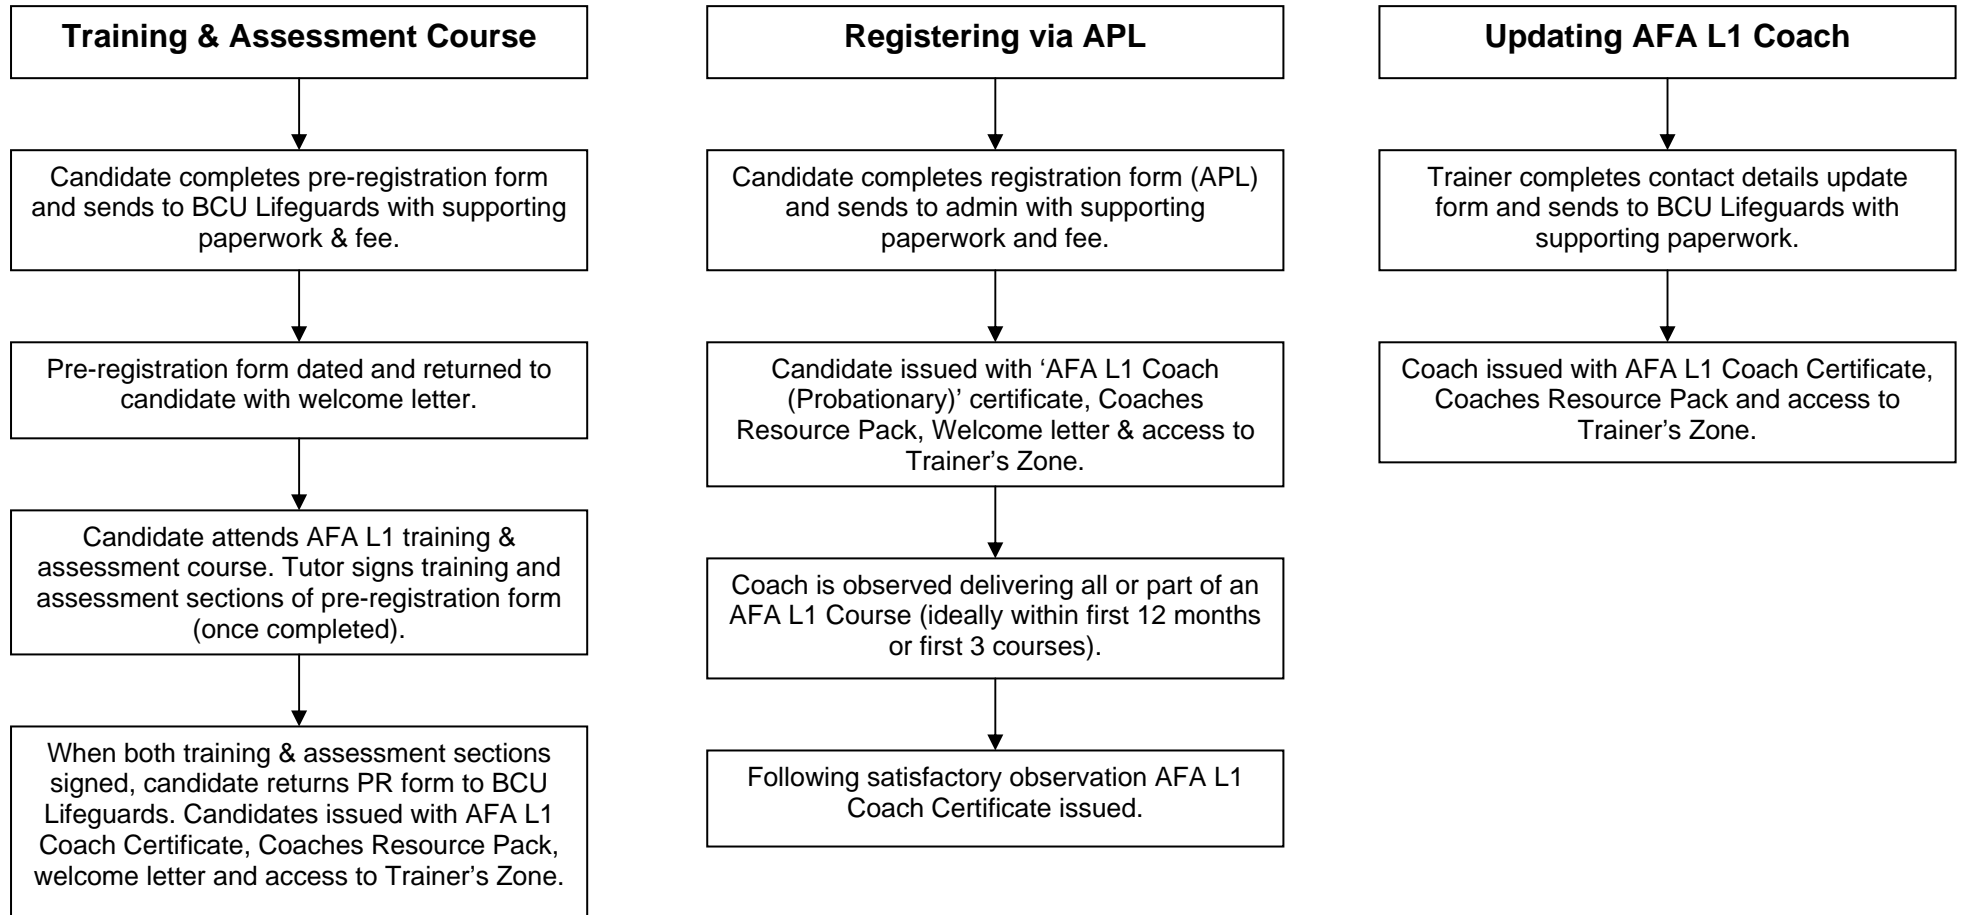 Training & Assessment Course
Candidate completes pre-registration form
and sends to BCU Lifeguards with supporting
paperwork & fee.
Pre-registration form dated and returned to
candidate with welcome letter.
Candidate attends AFA L1 training &
assessment course. Tutor signs training and
assessment sections of pre-registration form
(once completed).
When both training & assessment sections
signed, candidate returns PR form to BCU
Lifeguards. Candidates issued with AFA L1
Coach Certificate, Coaches Resource Pack,
welcome letter and access to Trainer’s Zone.
Registering via APL
Candidate completes registration form (APL)
and sends to admin with supporting
paperwork and fee.
Candidate issued with ‘AFA L1 Coach
(Probationary)’ certificate, Coaches
Resource Pack, Welcome letter & access to
Trainer’s Zone.
Coach is observed delivering all or part of an
AFA L1 Course (ideally within first 12 months
or first 3 courses).
Following satisfactory observation AFA L1
Coach Certificate issued.
Updating AFA L1 Coach
Trainer completes contact details update
form and sends to BCU Lifeguards with
supporting paperwork.
Coach issued with AFA L1 Coach Certificate,
Coaches Resource Pack and access to
Trainer’s Zone.